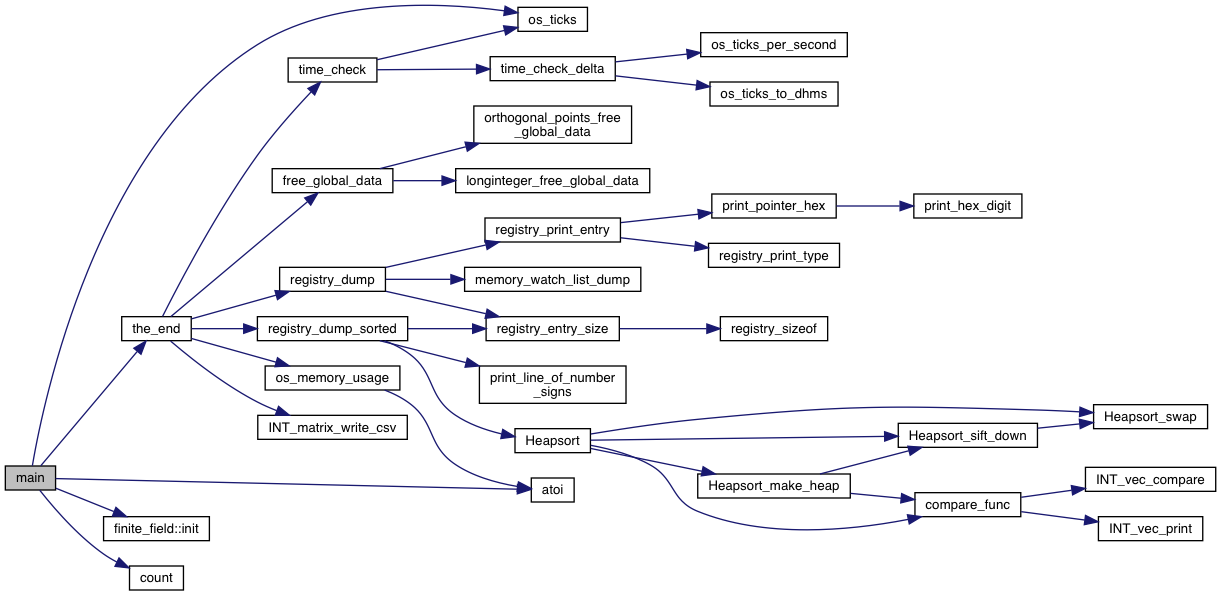 os_ticks
os_ticks_per_second
time_check
time_check_delta
os_ticks_to_dhms
orthogonal_points_free
_global_data
free_global_data
longinteger_free_global_data
print_pointer_hex
print_hex_digit
registry_print_entry
registry_print_type
registry_dump
memory_watch_list_dump
the_end
registry_dump_sorted
registry_entry_size
registry_sizeof
os_memory_usage
print_line_of_number
_signs
INT_matrix_write_csv
Heapsort_swap
Heapsort
Heapsort_sift_down
main
atoi
Heapsort_make_heap
INT_vec_compare
compare_func
finite_field::init
INT_vec_print
count